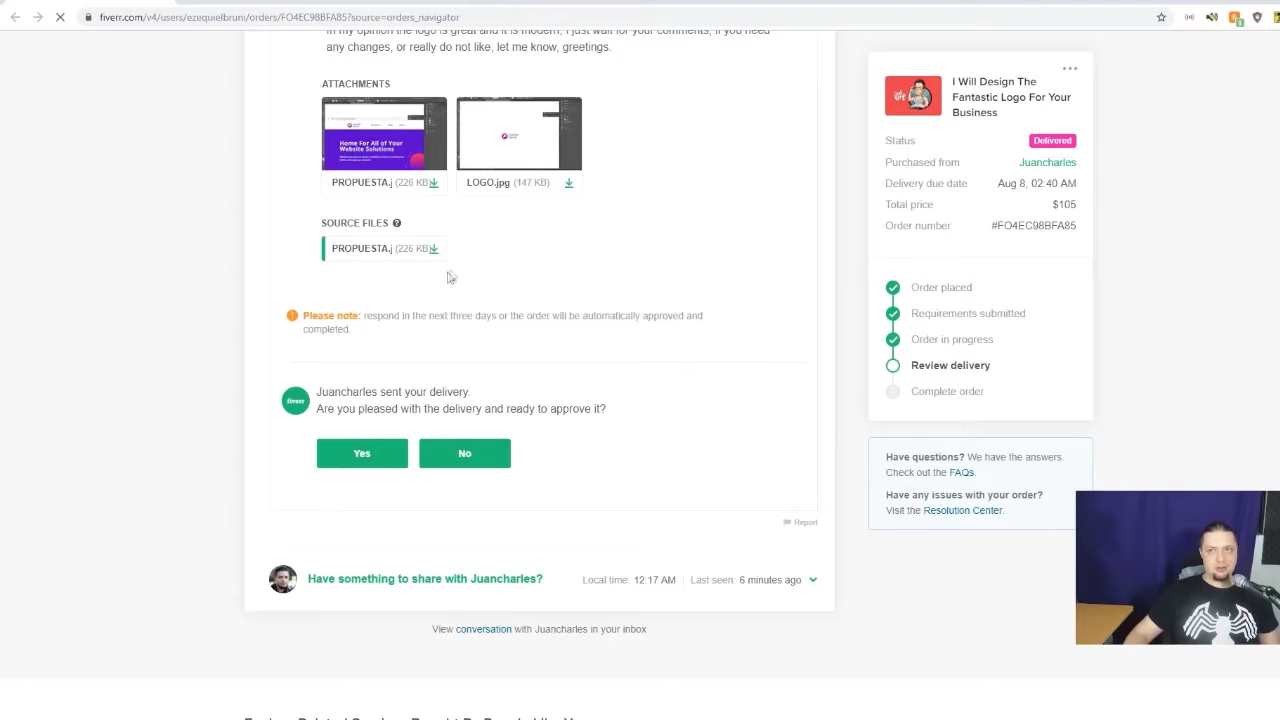 fiverr.com/v4/users/ezequielbruni/orders/FO4EC98BFA85?source=orders_navigator
In my opinion the logo is great and it is modern, I just wait for your comments, if you need
any changes, or really do not like, let me know, greetings.
ATTACHMENTS
Home For All of Your
Website Solutions
PROPUESTA.j (226 KB)
LOGO.jpg (147 KB)
SOURCE FILES
PROPUESTA.j (226 KB)
Please note: respond in the next three days or the order will be automatically approved and
completed.
fiverr
Juancharles sent your delivery.
Are you pleased with the delivery and ready to approve it?
Yes
No
Report
Have something to share with Juancharles?
Local time: 12:17 AM
Last seen: 6 minutes ago
View conversation with Juancharles in your inbox
I Will Design The
Fantastic Logo For Your
Business
Status
Delivered
Purchased from
Juancharles
Delivery due date
Aug 8, 02:40 AM
Total price
$105
Order number
#FO4EC98BFA85
Order placed
Requirements submitted
Order in progress
Review delivery
Complete order
Have questions? We have the answers.
Check out the FAQs.
Have any issues with your order?
Visit the Resolution Center.